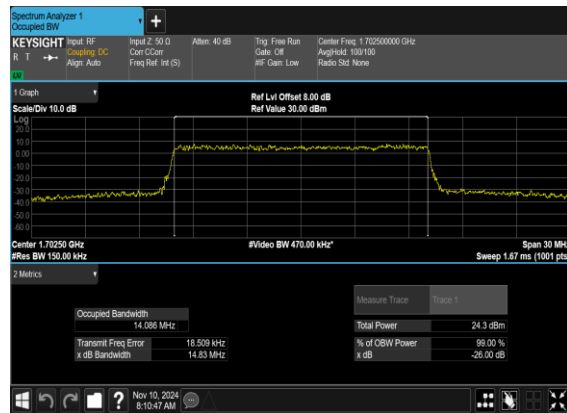 Spectrum Analyzer 1
Occupied BW
+
KEYSIGHT Input: RF Input Z: 50 Ω Atten: 40 dB Trig: Free Run Center Freq: 1.702500000 GHz
R T Coupling: DC Corr CCorr Gate: Off Avg|Hold: 100/100
Align: Auto Freq Ref: Int (S) #IF Gain: Low Radio Std: None
LW
1 Graph Ref Lvl Offset 8.00 dB
Scale/Div 10.0 dB Ref Value 30.00 dBm
Log
20.0
10.0
0.00
-10.0
-20.0
-30.0
-40.0
-50.0
-60.0
Center 1.70250 GHz #Video BW 470.00 kHz* Span 30 MHz
#Res BW 150.00 kHz Sweep 1.67 ms (1001 pts)
2 Metrics
Measure Trace Trace 1
Occupied Bandwidth
14.086 MHz Total Power 24.3 dBm
Transmit Freq Error 18.509 kHz % of OBW Power 99.00 %
x dB Bandwidth 14.83 MHz x dB -26.00 dB
? Nov 10, 2024
8:10:47 AM